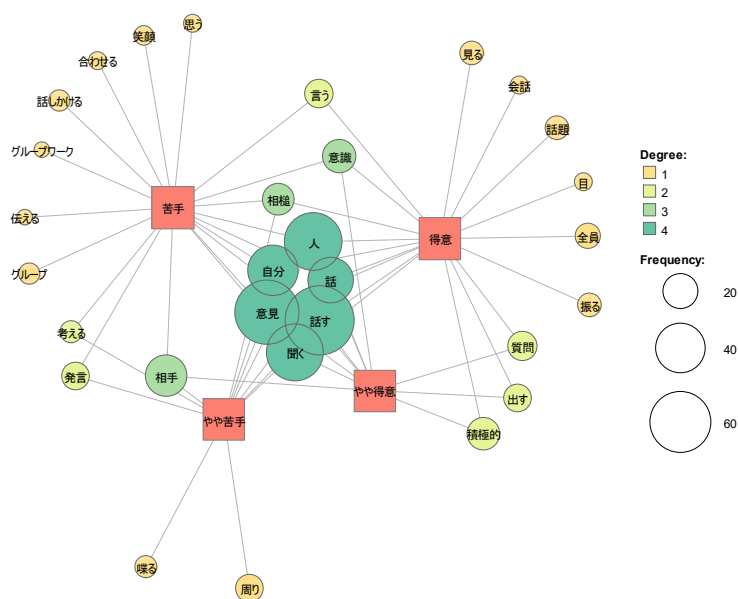 思う
笑顔
合わせる
話しかける
グループワーク
伝える
グループ
考える
発言
相手
苦手
言う
意識
相槌
人
自分
話
意見
話す
聞く
やや苦手
やや得意
得意
見る
会話
話題
目
全員
振る
質問
出す
積極的
喋る
周り
Degree:
1
2
3
4
Frequency:
20
40
60